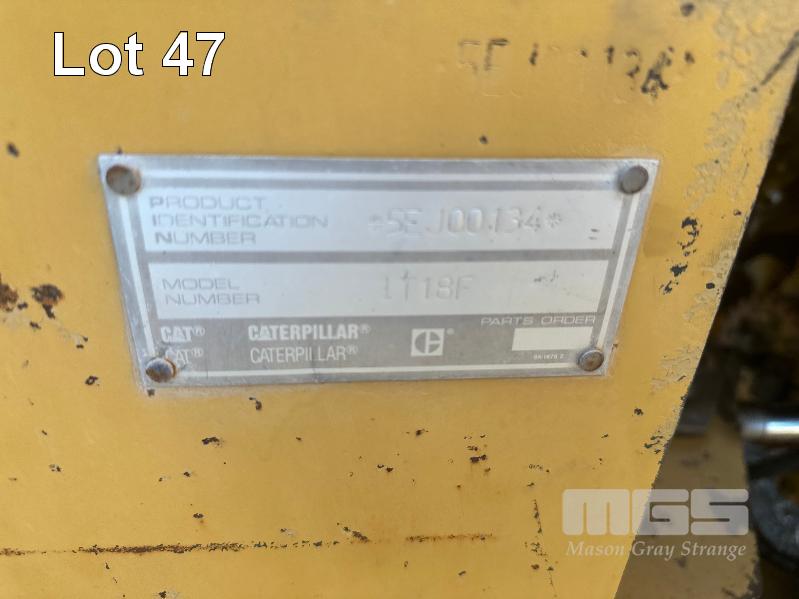 Lot 47
PRODUCT
IDENTIFICATION
NUMBER
*5EJ00134*
MODEL
NUMBER
IT18F
PARTS ORDER
CAT® CATERPILLAR®
CAT® CATERPILLAR®
C®
MGS
Mason Gray Strange